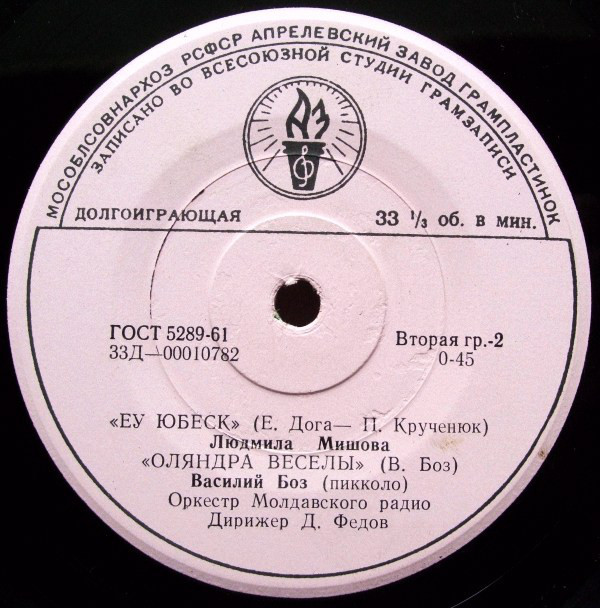 МОСОБЛСОВНАРХОЗ РСФСР АПРЕЛЕВСКИЙ ЗАВОД ГРАМПЛАСТИНОК
ЗАПИСАНО ВО ВСЕСОЮЗНОЙ СТУДИИ ГРАМЗАПИСИ
АЗ
ДОЛГОИГРАЮЩАЯ 33 1/3 об. в мин.
ГОСТ 5289-61 Вторая гр.-2
33Д—00010782 0-45
«ЕУ ЮБЕСК» (Е. Дога— П. Крученюк)
Людмила Мишова
«ОЛЯНДРА ВЕСЕЛЫ» (В. Боз)
Василий Боз (пикколо)
Оркестр Молдавского радио
Дирижер Д. Федов